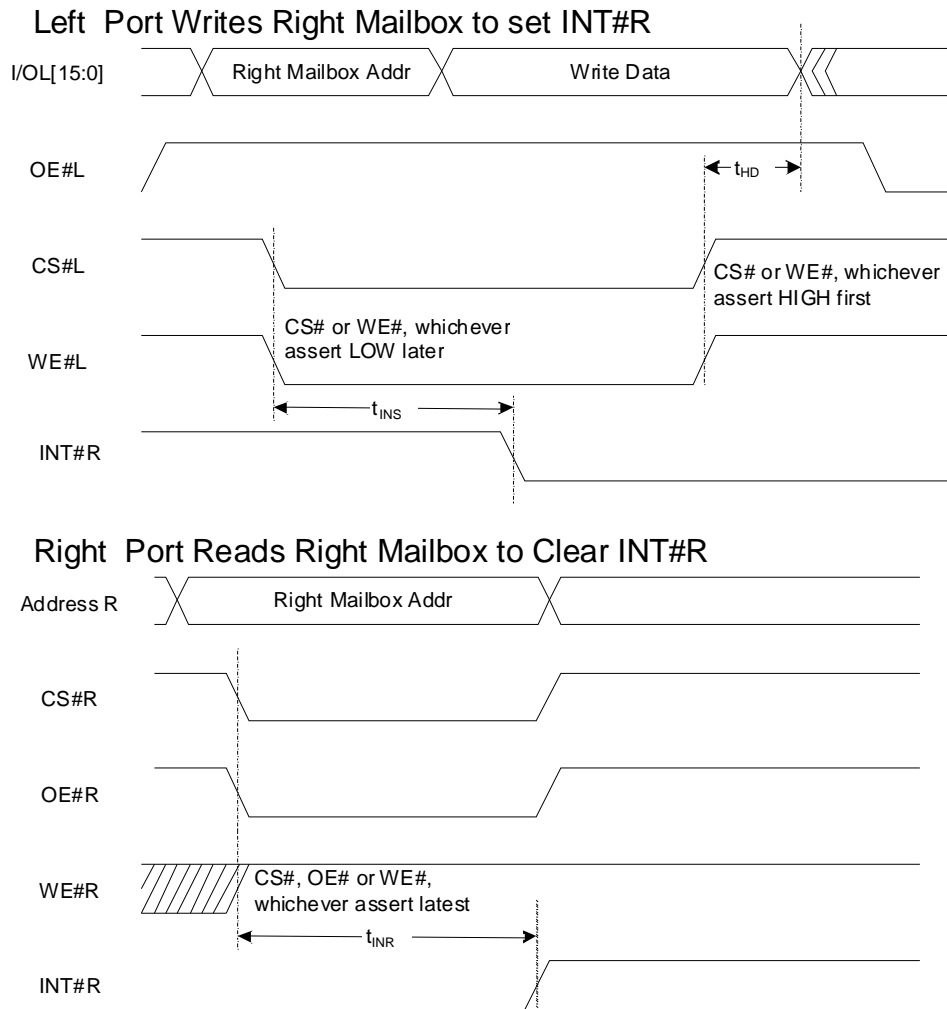 Left Port Writes Right Mailbox to set INT#R
I/OL[15:0]
Right Mailbox Addr
Write Data
OE#L
tHD
CS#L
CS# or WE#, whichever
assert HIGH first
CS# or WE#, whichever
assert LOW later
WE#L
tINS
INT#R
Right Port Reads Right Mailbox to Clear INT#R
Address R
Right Mailbox Addr
CS#R
OE#R
WE#R
CS#, OE# or WE#,
whichever assert latest
tINR
INT#R